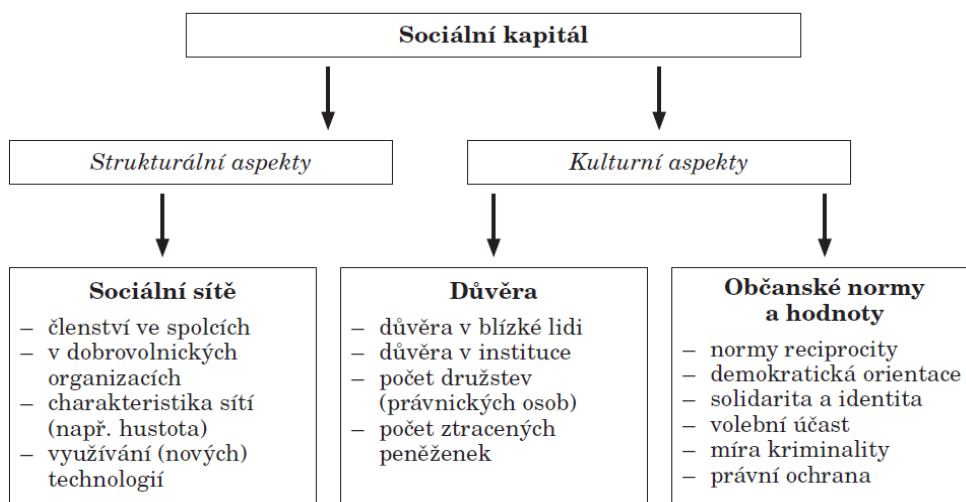 Sociální kapitál
Strukturální aspekty
Kulturní aspekty
Sociální sítě
– členství ve spolcích
– v dobrovolnických
organizacích
– charakteristika sítí
(např. hustota)
– využívání (nových)
technologií
Důvěra
– důvěra v blízké lidi
– důvěra v instituce
– počet družstev
(právnických osob)
– počet ztracených
peněženek
Občanské normy
a hodnoty
– normy reciprocity
– demokratická orientace
– solidarita a identita
– volební účast
– míra kriminality
– právní ochrana